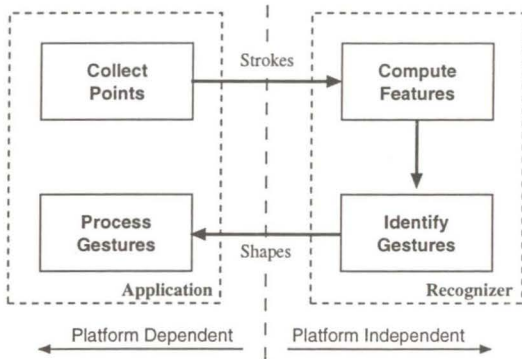 Collect
Points
Strokes
Compute
Features
Process
Gestures
Shapes
Identify
Gestures
Application
Recognizer
Platform Dependent
Platform Independent